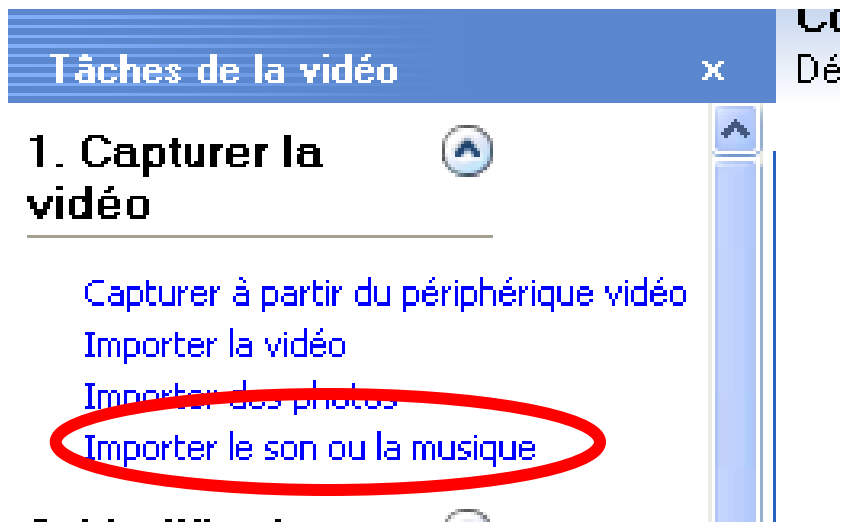 Tâches de la vidéo x
Dé
1. Capturer la
vidéo
Capturer à partir du périphérique vidéo
Importer la vidéo
Importer des photos
Importer le son ou la musique